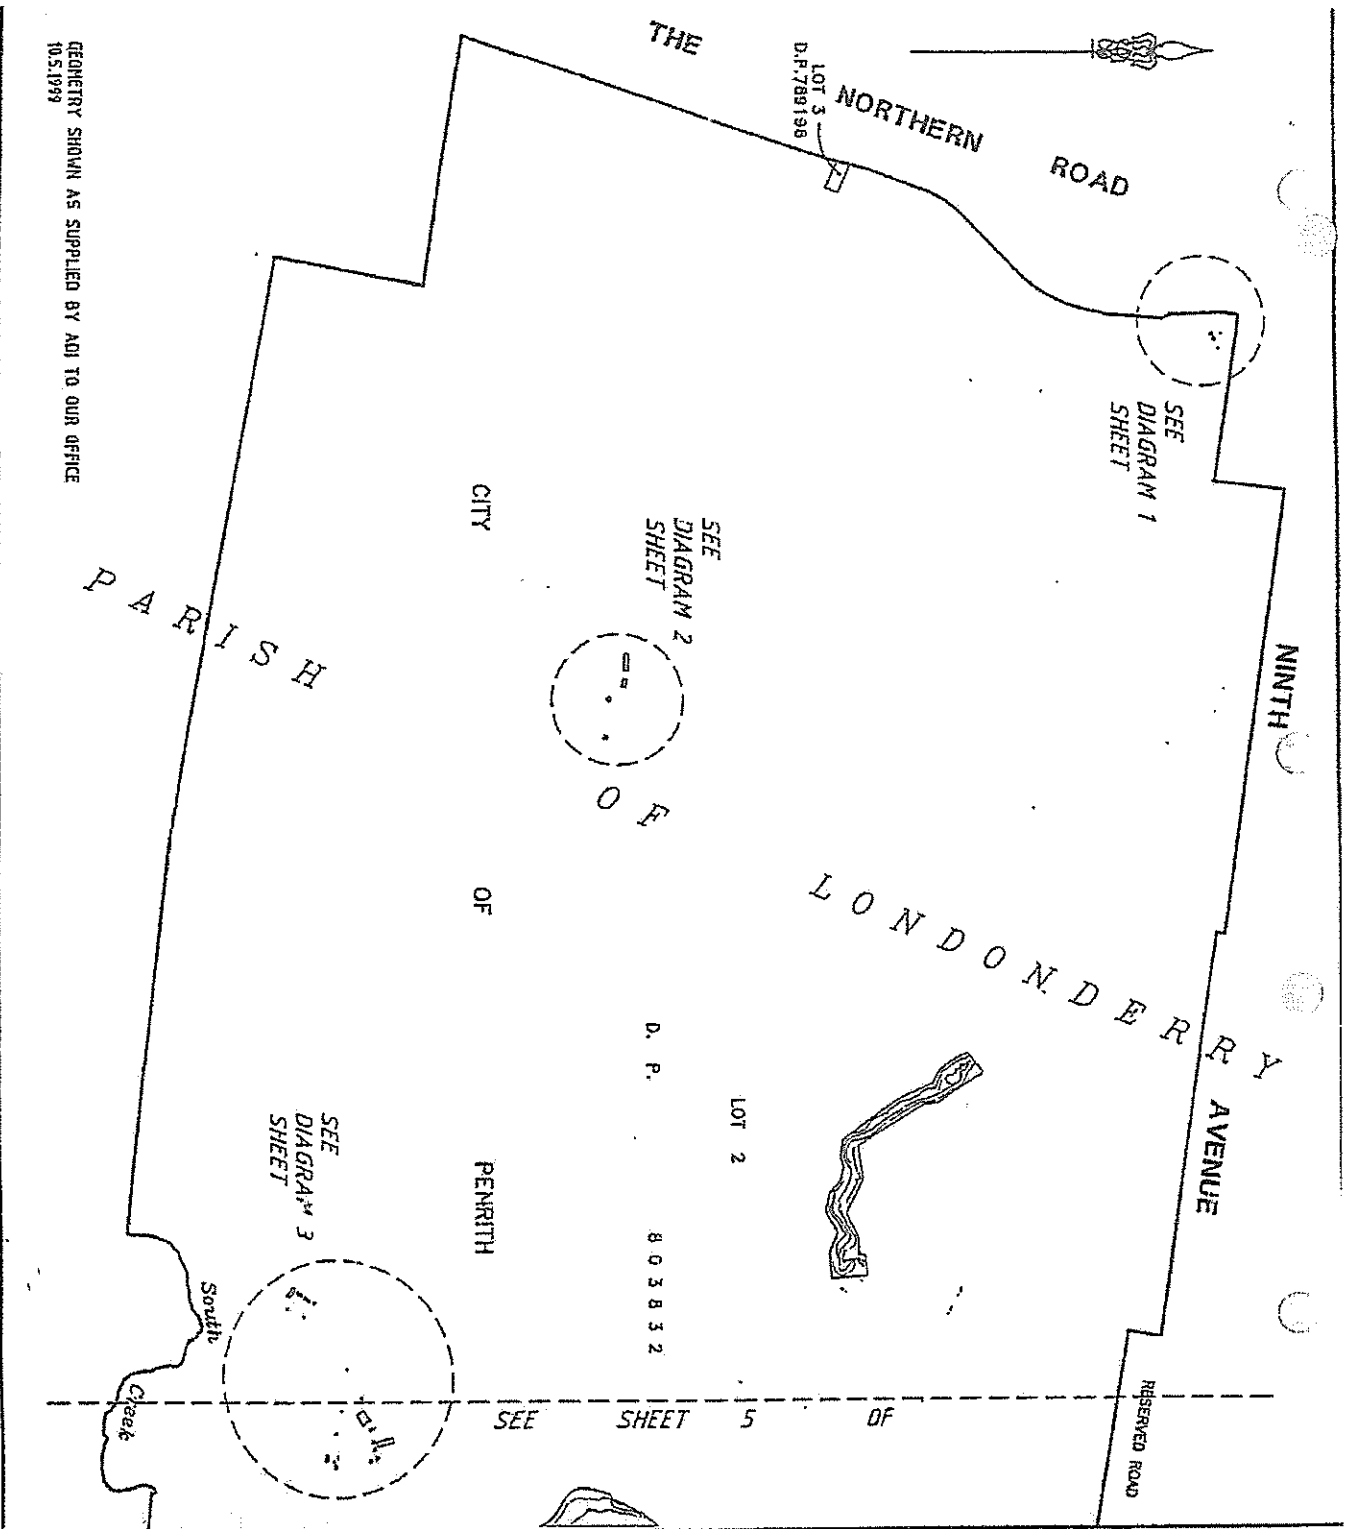 THE NORTHERN ROAD
LOT 3
D.P.789198
SEE
DIAGRAM 1
SHEET
NINTH AVENUE
SEE
DIAGRAM 2
SHEET
CITY OF PENRITH
PARISH OF LONDONDERRY
D. P. 803832
LOT 2
SEE
DIAGRAM 3
SHEET
South Creek
SEE SHEET 5 OF
RESERVED ROAD
GEOMETRY SHOWN AS SUPPLIED BY ADI TO OUR OFFICE
10.5.1999